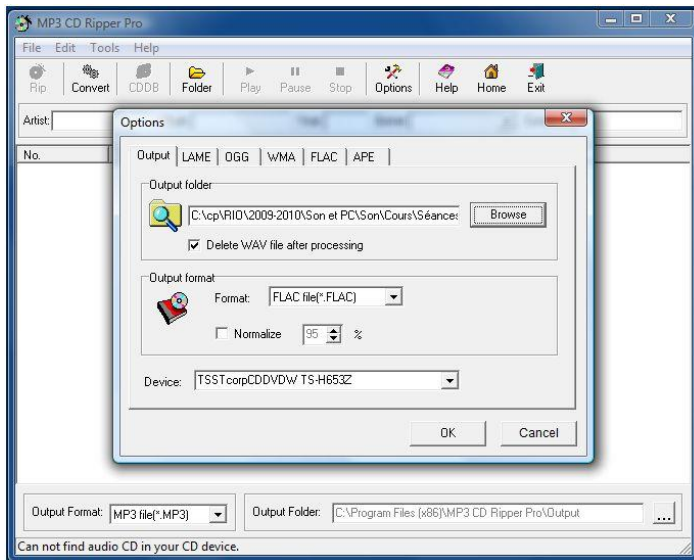 MP3 CD Ripper Pro
File Edit Tools Help
Rip Convert CDDB Folder Play Pause Stop Options Help Home Exit
Artist:
No.
Options
Output LAME OGG WMA FLAC APE
Output folder
C:\cp\RIO\2009-2010\Son et PC\Son\Cours\Séances
Browse
Delete WAV file after processing
Output format
Format: FLAC file(*.FLAC)
Normalize 95 %
Device: TSSTcorpCDDVDW TS-H653Z
OK Cancel
Output Format: MP3 file(*.MP3) Output Folder: C:\Program Files (x86)\MP3 CD Ripper Pro\Output ...
Can not find audio CD in your CD device.